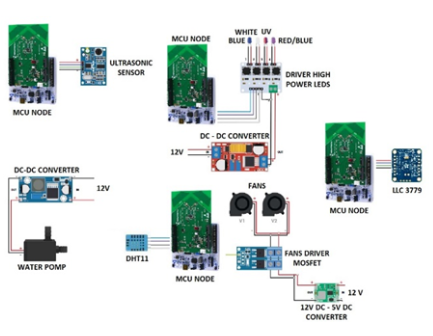 WHITE UV
BLUE RED/BLUE
MCU NODE
ULTRASONIC
SENSOR
MCU NODE
DRIVER HIGH
POWER LEDS
DC - DC CONVERTER
12V
DC-DC CONVERTER
12V
WATER POMP
FANS
V1 V2
DHT11
MCU NODE
FANS DRIVER
MOSFET
12 V
12V DC - 5V DC
CONVERTER
LLC 3779
MCU NODE